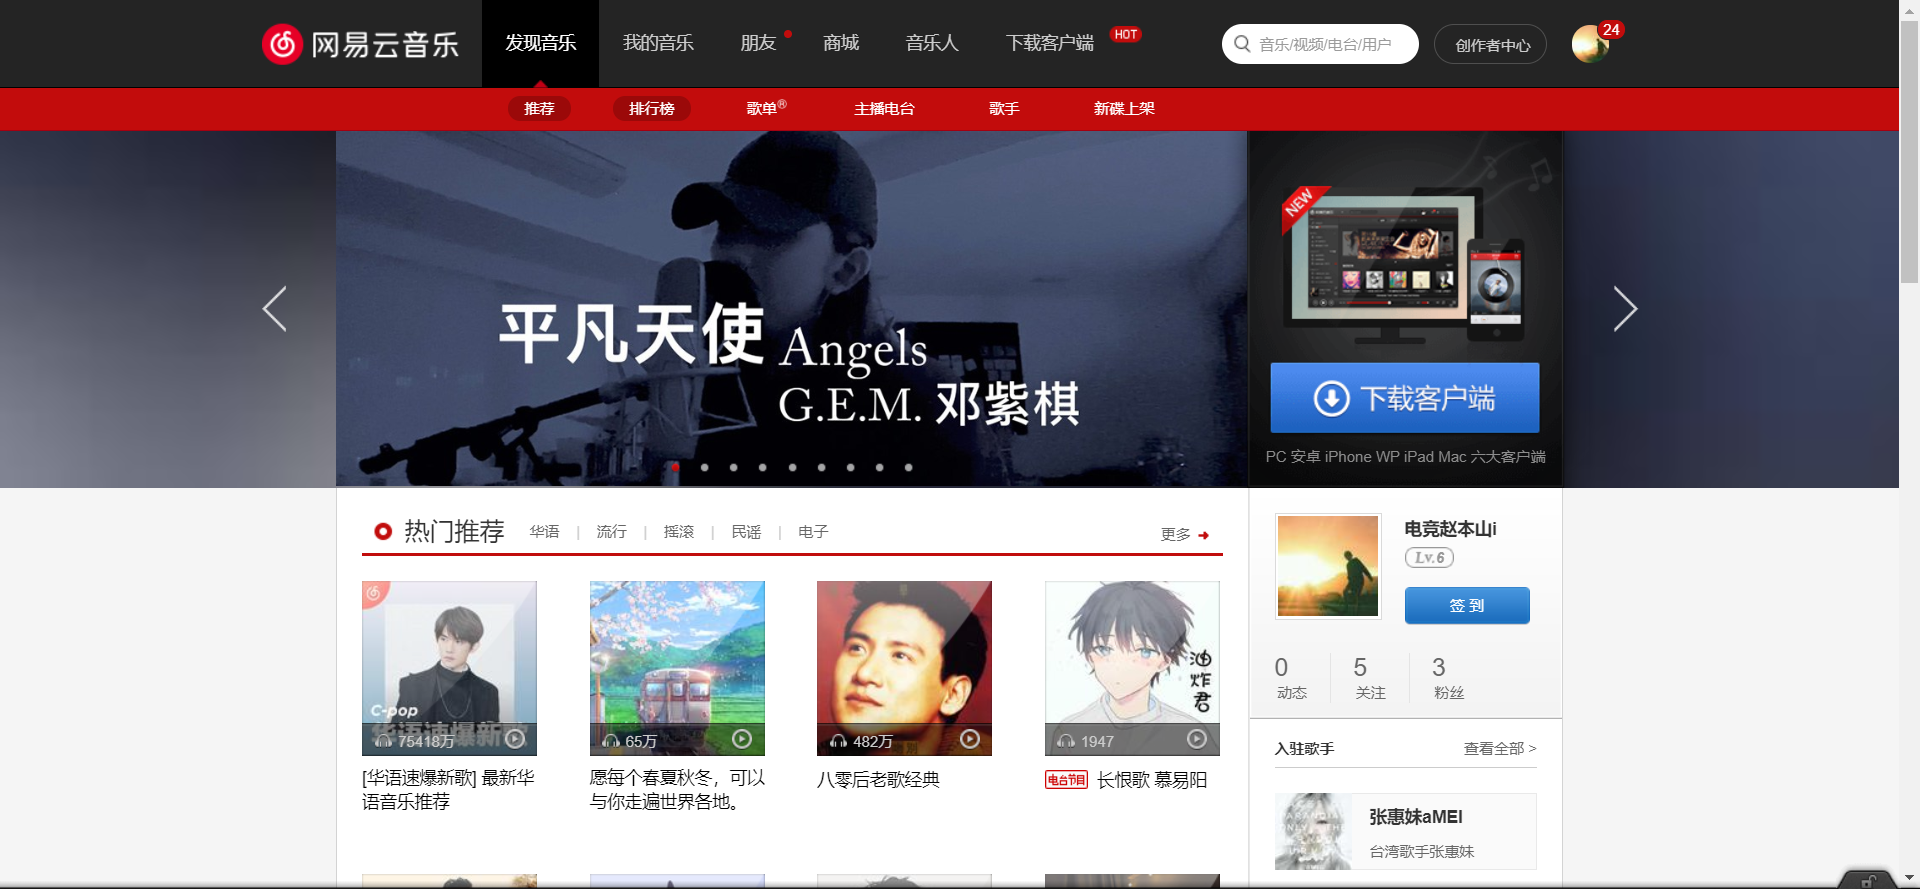 网易云音乐
发现音乐
我的音乐
朋友
商城
音乐人
下载客户端
HOT
音乐/视频/电台/用户
创作者中心
24
推荐
排行榜
歌单®
主播电台
歌手
新碟上架
平凡天使 Angels
G.E.M. 邓紫棋
NEW
下载客户端
PC 安卓 iPhone WP iPad Mac 六大客户端
热门推荐
华语 | 流行 | 摇滚 | 民谣 | 电子
更多
C-pop
华语速爆新歌
75418万
[华语速爆新歌] 最新华
语音乐推荐
65万
愿每个春夏秋冬，可以
与你走遍世界各地。
482万
八零后老歌经典
油炸君
1947
电台节目 长恨歌 慕易阳
电竞赵本山i
Lv.6
签 到
0
动态
5
关注
3
粉丝
入驻歌手
查看全部 >
张惠妹aMEI
台湾歌手张惠妹